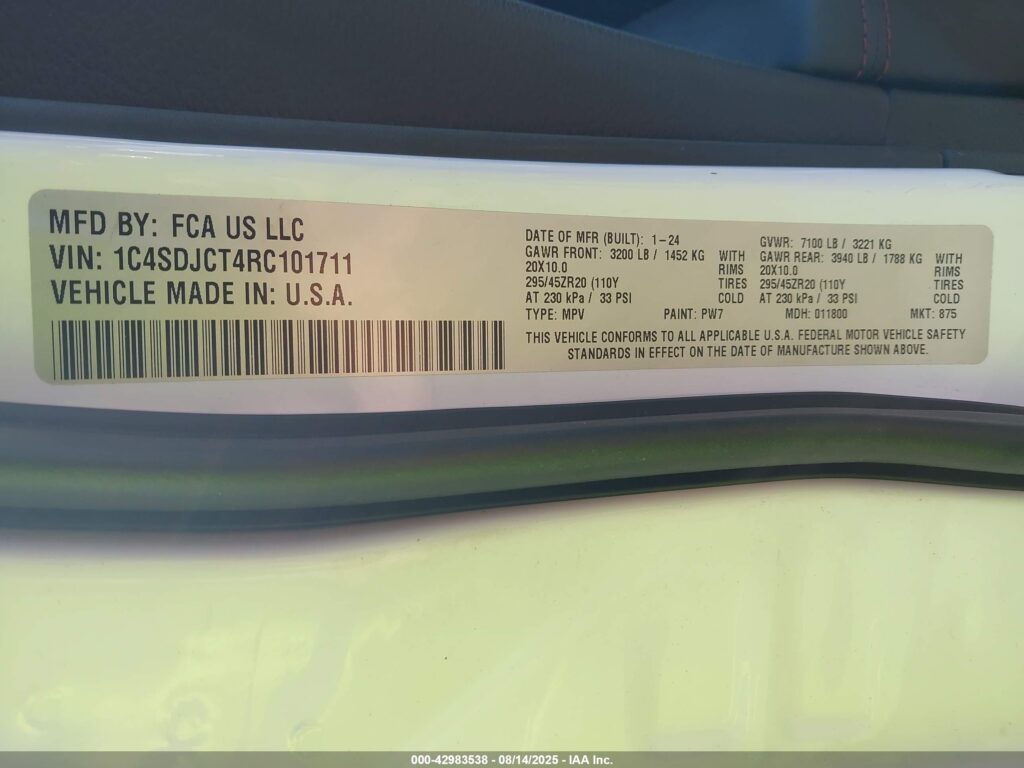 MFD BY: FCA US LLC
VIN: 1C4SDJCT4RC101711
VEHICLE MADE IN: U.S.A.
DATE OF MFR (BUILT): 1-24
GAWR FRONT: 3200 LB / 1452 KG WITH
20X10.0 RIMS
295/45ZR20 (110Y TIRES
AT 230 kPa / 33 PSI COLD
GVWR: 7100 LB / 3221 KG
GAWR REAR: 3940 LB / 1788 KG WITH
20X10.0 RIMS
295/45ZR20 (110Y TIRES
AT 230 kPa / 33 PSI COLD
TYPE: MPV PAINT: PW7 MDH: 011800 MKT: 875
THIS VEHICLE CONFORMS TO ALL APPLICABLE U.S.A. FEDERAL MOTOR VEHICLE SAFETY
STANDARDS IN EFFECT ON THE DATE OF MANUFACTURE SHOWN ABOVE.
000-42983538 - 08/14/2025 - IAA Inc.